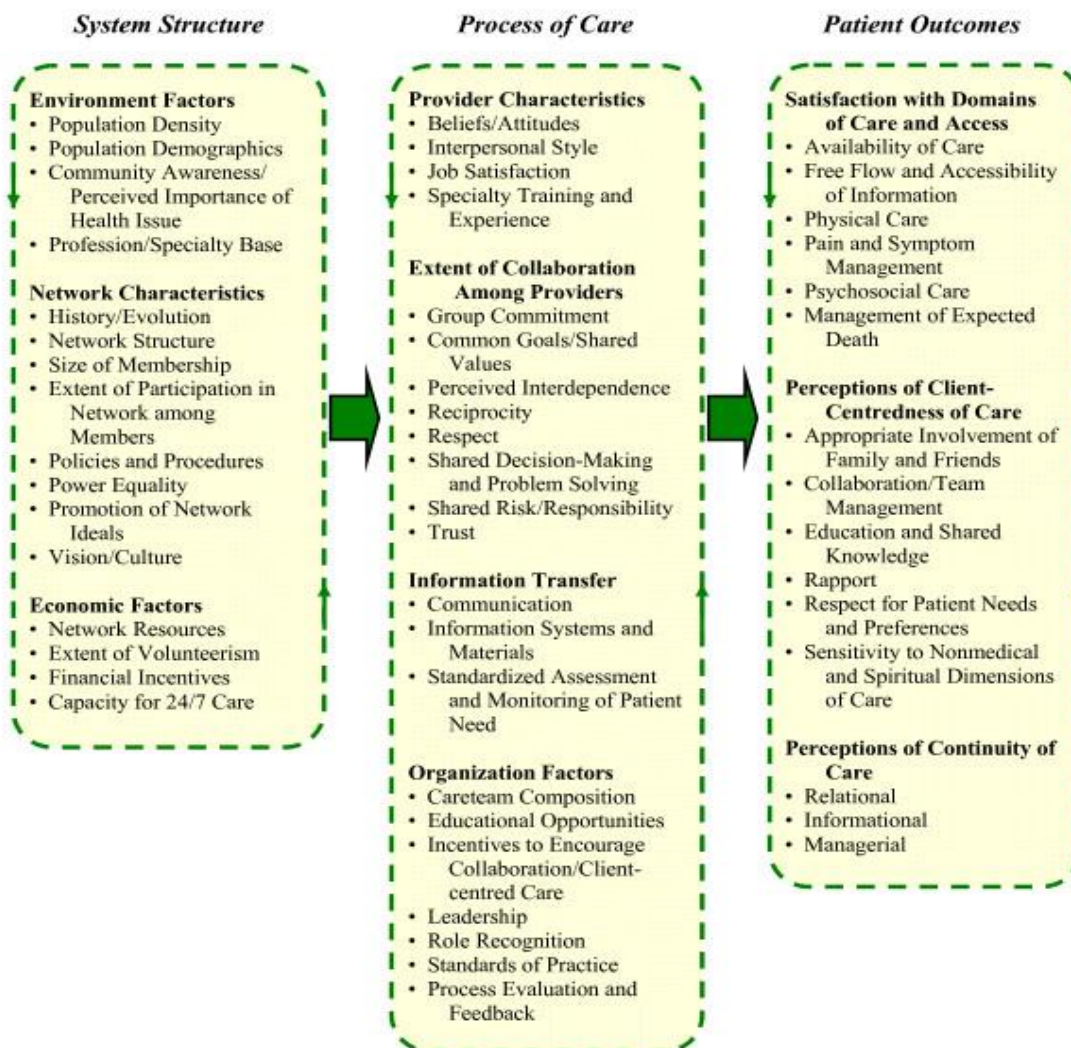 System Structure
Environment Factors
• Population Density
• Population Demographics
• Community Awareness/
Perceived Importance of
Health Issue
• Profession/Specialty Base
Network Characteristics
• History/Evolution
• Network Structure
• Size of Membership
• Extent of Participation in
Network among
Members
• Policies and Procedures
• Power Equality
• Promotion of Network
Ideals
• Vision/Culture
Economic Factors
• Network Resources
• Extent of Volunteerism
• Financial Incentives
• Capacity for 24/7 Care
Process of Care
Provider Characteristics
• Beliefs/Attitudes
• Interpersonal Style
• Job Satisfaction
• Specialty Training and
Experience
Extent of Collaboration
Among Providers
• Group Commitment
• Common Goals/Shared
Values
• Perceived Interdependence
• Reciprocity
• Respect
• Shared Decision-Making
and Problem Solving
• Shared Risk/Responsibility
• Trust
Information Transfer
• Communication
• Information Systems and
Materials
• Standardized Assessment
and Monitoring of Patient
Need
Organization Factors
• Careteam Composition
• Educational Opportunities
• Incentives to Encourage
Collaboration/Client-
centred Care
• Leadership
• Role Recognition
• Standards of Practice
• Process Evaluation and
Feedback
Patient Outcomes
Satisfaction with Domains
of Care and Access
• Availability of Care
• Free Flow and Accessibility
of Information
• Physical Care
• Pain and Symptom
Management
• Psychosocial Care
• Management of Expected
Death
Perceptions of Client-
Centredness of Care
• Appropriate Involvement of
Family and Friends
• Collaboration/Team
Management
• Education and Shared
Knowledge
• Rapport
• Respect for Patient Needs
and Preferences
• Sensitivity to Nonmedical
and Spiritual Dimensions
of Care
Perceptions of Continuity of
Care
• Relational
• Informational
• Managerial